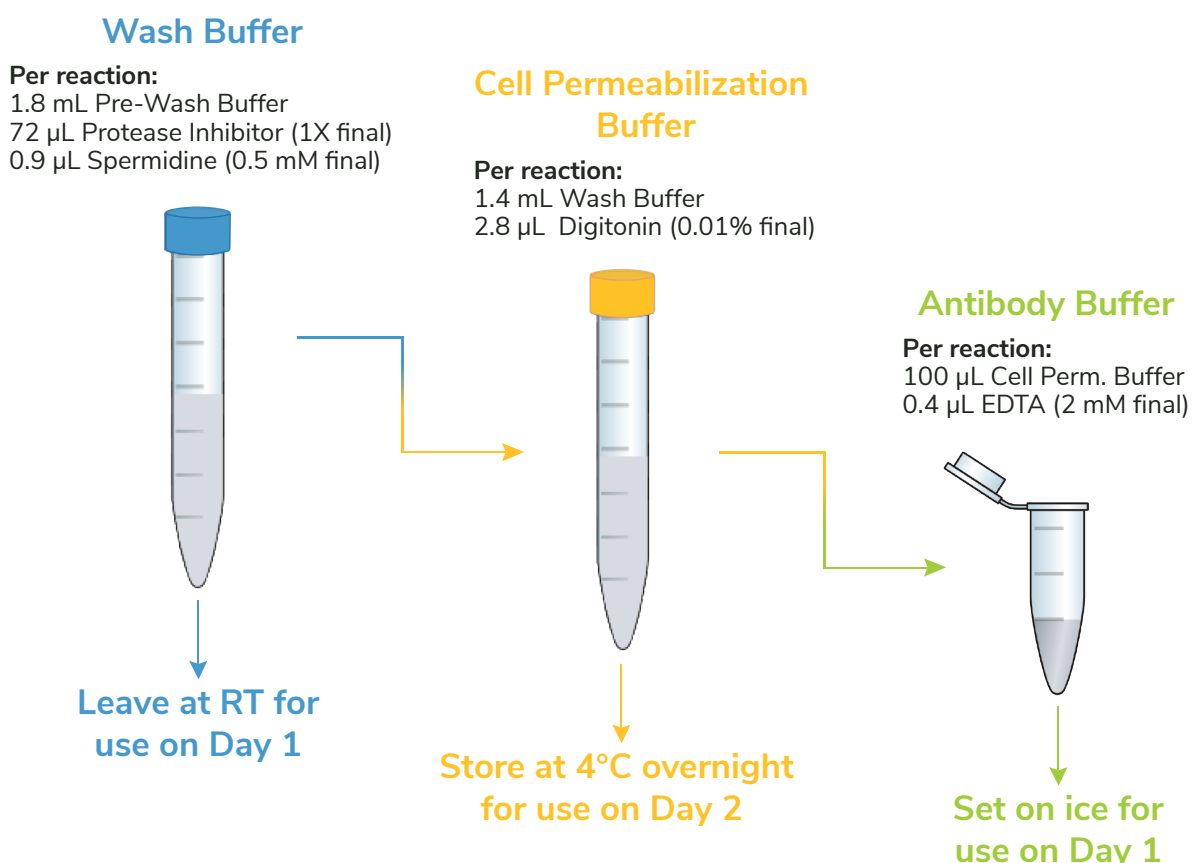 Wash Buffer
Per reaction:
1.8 mL Pre-Wash Buffer
72 µL Protease Inhibitor (1X final)
0.9 µL Spermidine (0.5 mM final)
Cell Permeabilization
Buffer
Per reaction:
1.4 mL Wash Buffer
2.8 µL Digitonin (0.01% final)
Antibody Buffer
Per reaction:
100 µL Cell Perm. Buffer
0.4 µL EDTA (2 mM final)
Leave at RT for
use on Day 1
Store at 4°C overnight
for use on Day 2
Set on ice for
use on Day 1